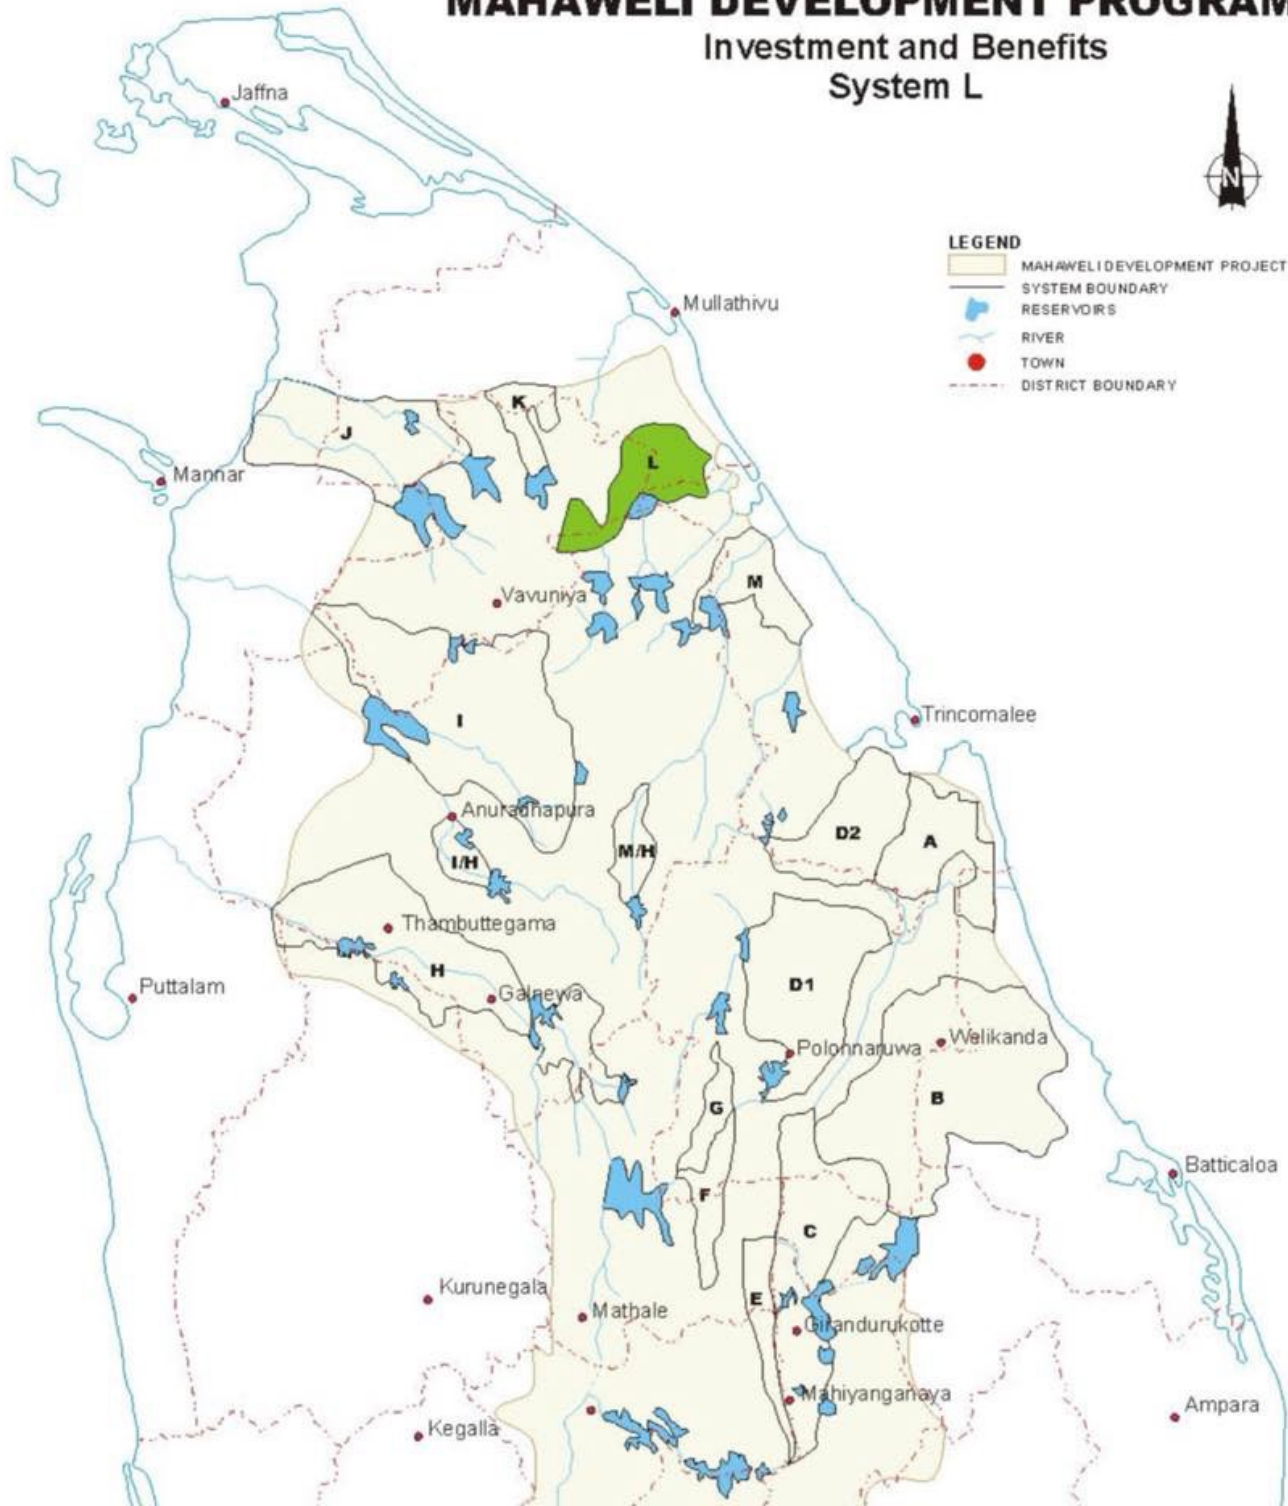 MAHAWELI DEVELOPMENT PROGRAM
Investment and Benefits
System L
Jaffna
N
LEGEND
MAHAWELI DEVELOPMENT PROJECT
SYSTEM BOUNDARY
RESERVOIRS
RIVER
TOWN
DISTRICT BOUNDARY
Mullathivu
K
J
L
Mannar
M
Vavuniya
I
Trincomalee
Anuradhapura
D2
A
M/H
I/H
Thambuttegama
H
D1
Puttalam
Galnewa
Polonnaruwa
Welikanda
G
B
Batticaloa
F
C
Kurunegala
E
Mathale
Girandurukotte
Mahiyanganaya
Ampara
Kegalla